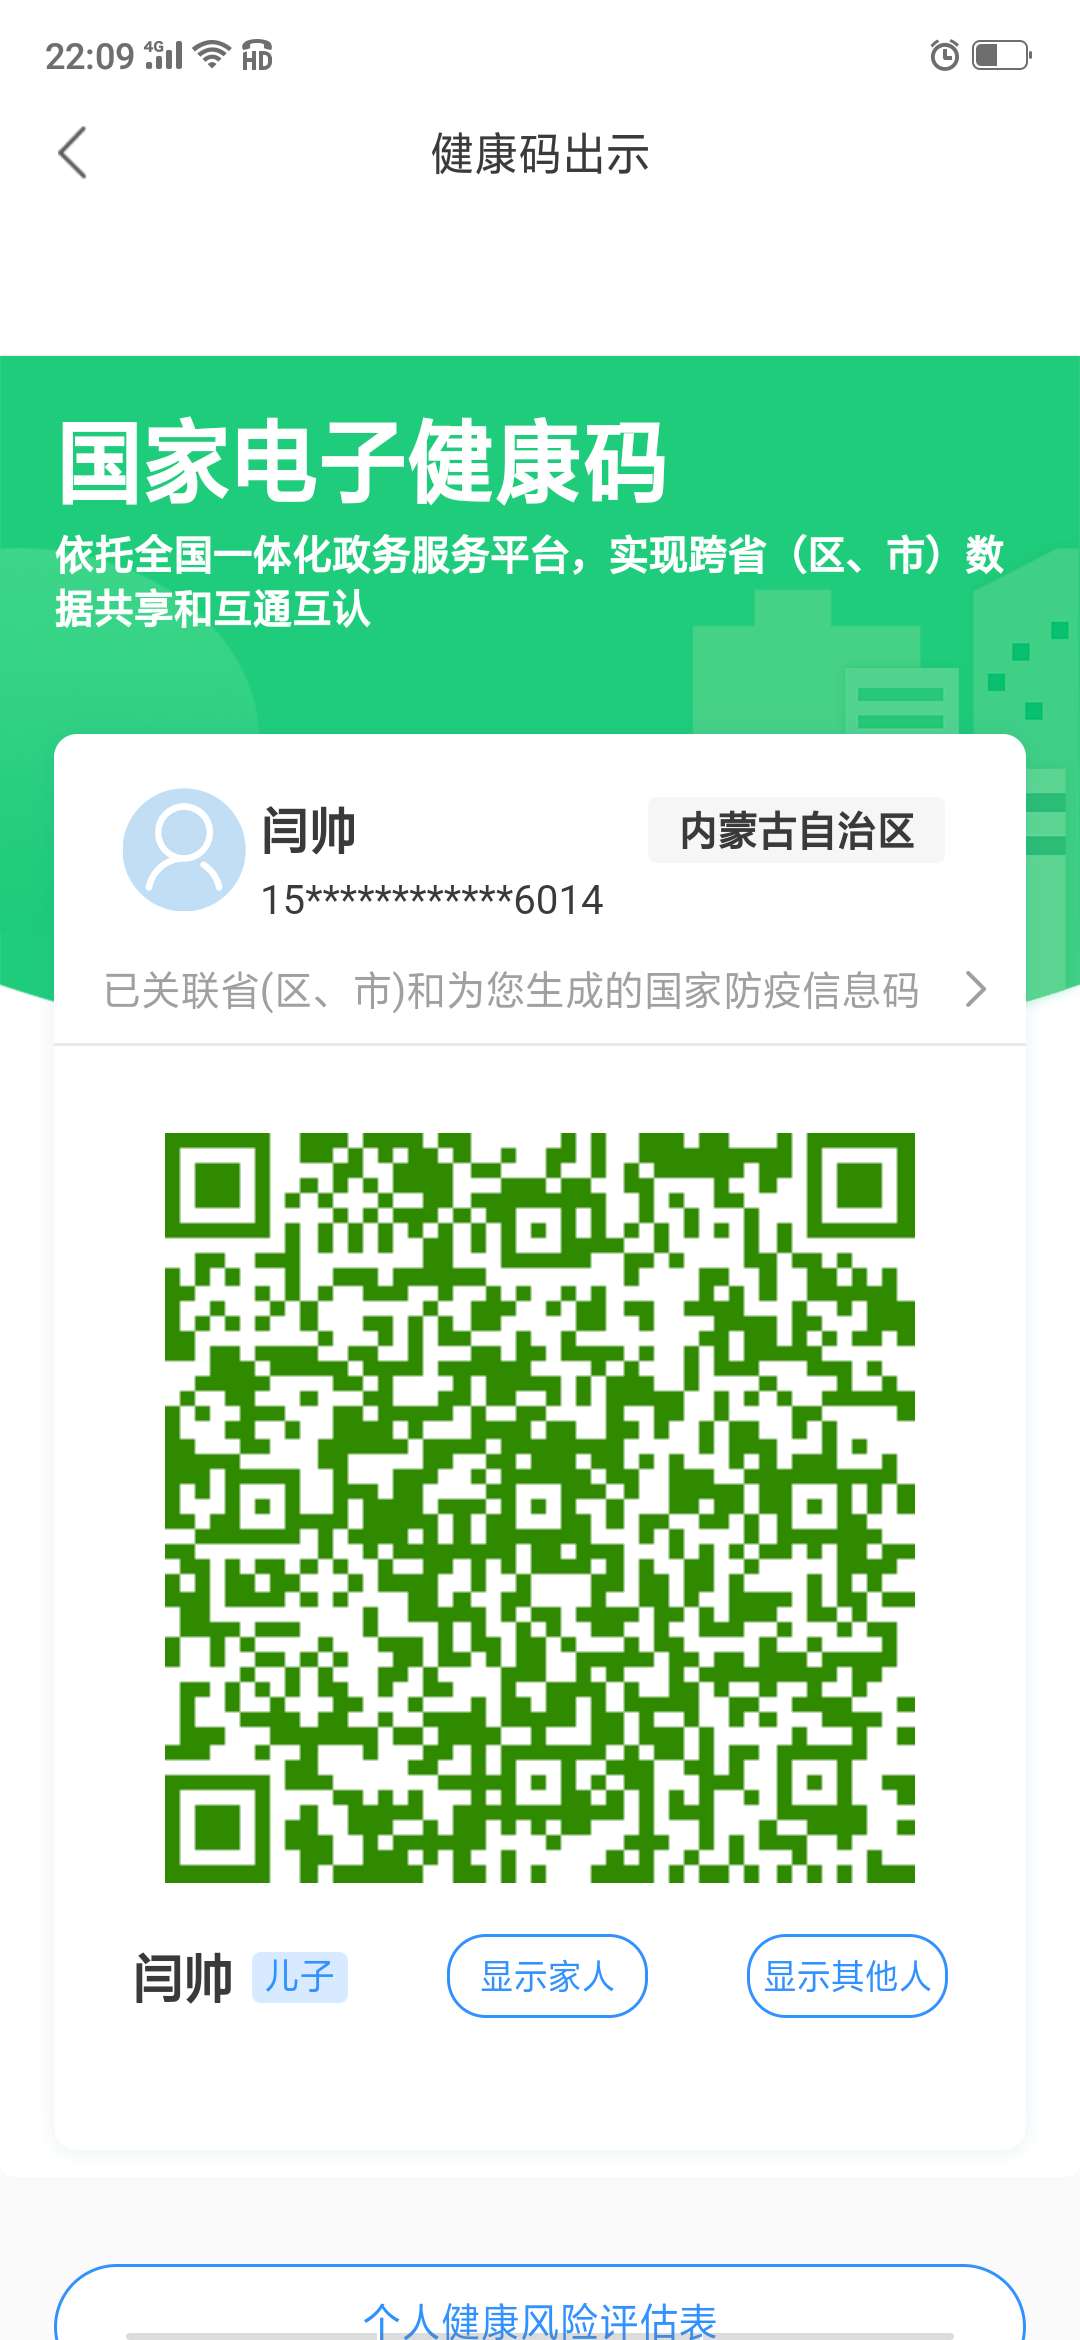 22:09 4G HD
健康码出示
国家电子健康码
依托全国一体化政务服务平台，实现跨省（区、市）数
据共享和互通互认
闫帅
内蒙古自治区
15************6014
已关联省(区、市)和为您生成的国家防疫信息码
闫帅 儿子 显示家人 显示其他人
个人健康风险评估表